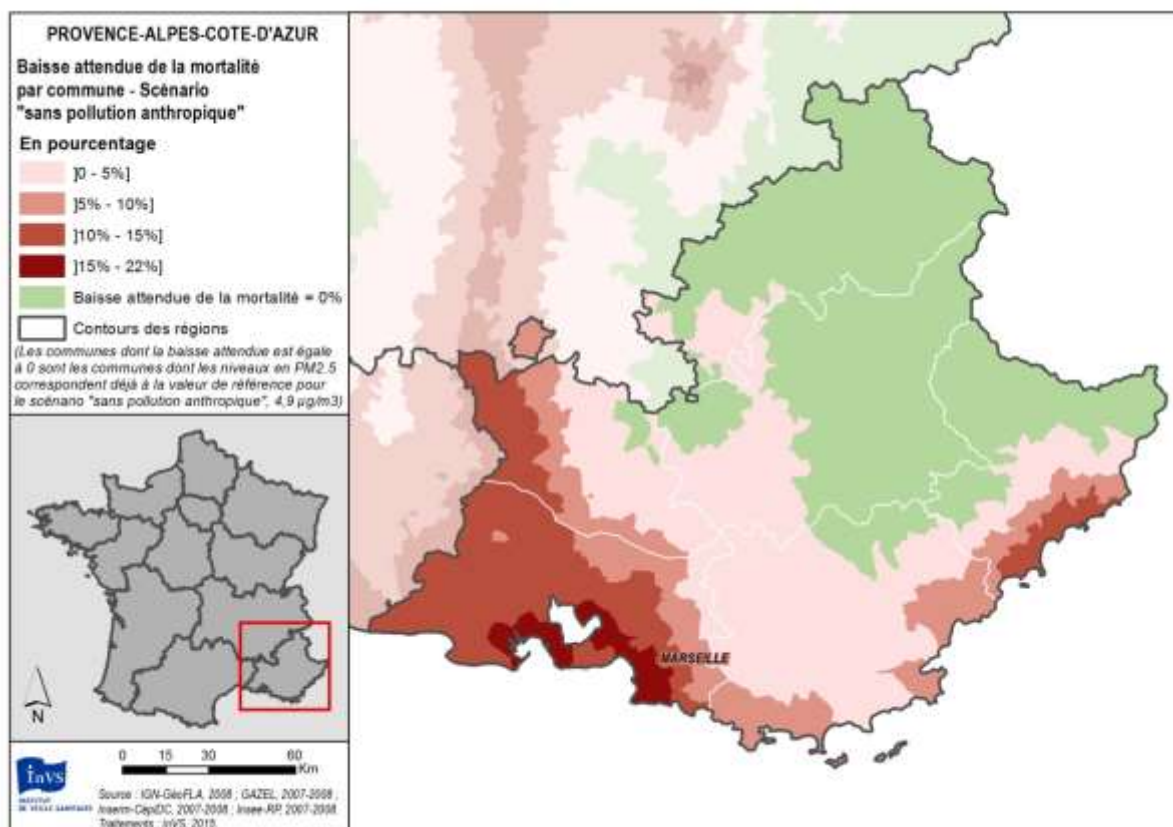 PROVENCE-ALPES-COTE-D'AZUR
Baisse attendue de la mortalité
par commune - Scénario
"sans pollution anthropique"
En pourcentage
]0 - 5%]
]5% - 10%]
]10% - 15%]
]15% - 22%]
Baisse attendue de la mortalité = 0%
Contours des régions
(Les communes dont la baisse attendue est égale
à 0 sont les communes dont les niveaux en PM2.5
correspondent déjà à la valeur de référence pour
le scénario "sans pollution anthropique", 4,9 µg/m3)
N
0 15 30 60
Km
InVS
INSTITUT
DE VEILLE SANITAIRE
Source : IGN-GéoFLA, 2008 ; GAZEL, 2007-2008 ;
Inserm-CépiDC, 2007-2008 ; Insee-RP, 2007-2008.
Traitements : InVS, 2015.
MARSEILLE